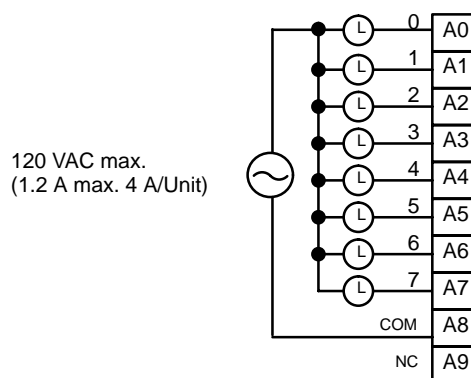 L 0 A0
L 1 A1
L 2 A2
120 VAC max.
(1.2 A max. 4 A/Unit)
L 3 A3
L 4 A4
L 5 A5
L 6 A6
L 7 A7
COM A8
NC A9